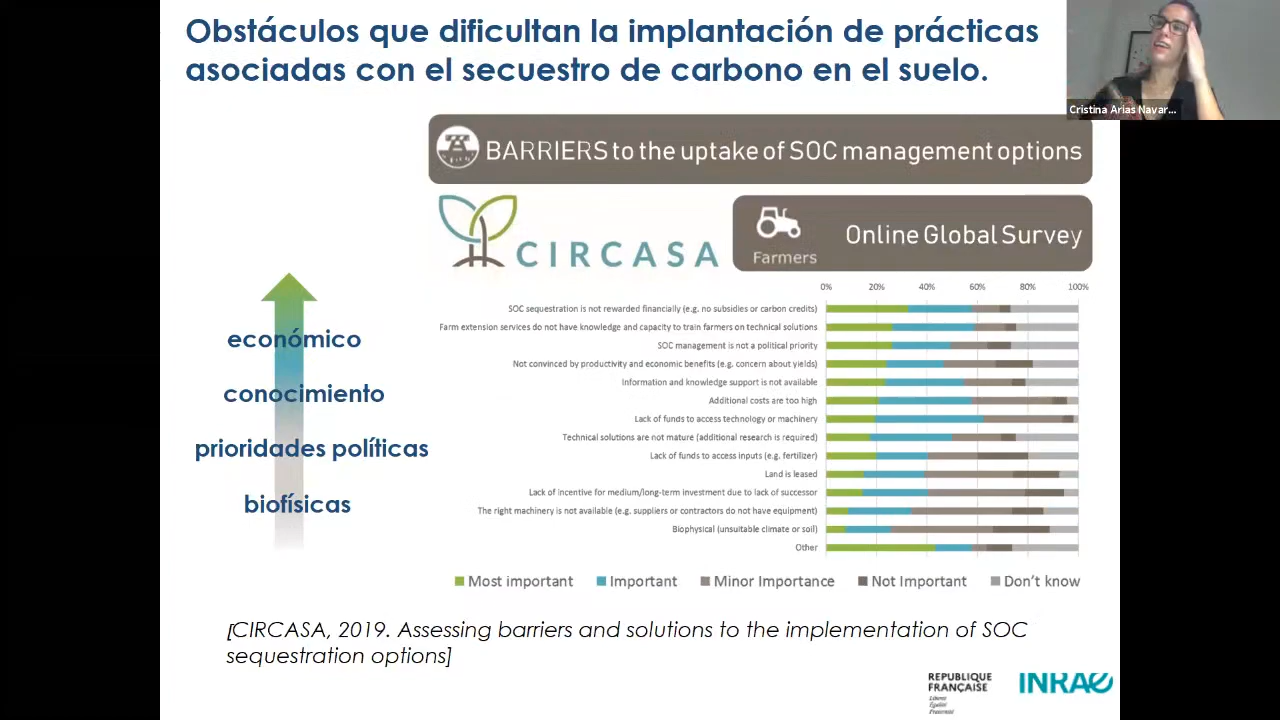 Obstáculos que dificultan la implantación de prácticas
asociadas con el secuestro de carbono en el suelo.
Cristina Arias Navar...
BARRIERS to the uptake of SOC management options
CIRCASA
Farmers
Online Global Survey
económico
conocimiento
prioridades políticas
biofísicas
0% 20% 40% 60% 80% 100%
SOC sequestration is not rewarded financially (e.g. no subsidies or carbon credits)
Farm extension services do not have knowledge and capacity to train farmers on technical solutions
SOC management is not a political priority
Not convinced by productivity and economic benefits (e.g. concern about yields)
Information and knowledge support is not available
Additional costs are too high
Lack of funds to access technology or machinery
Technical solutions are not mature (additional research is required)
Lack of funds to access inputs (e.g. fertilizer)
Land is leased
Lack of incentive for medium/long-term investment due to lack of successor
The right machinery is not available (e.g. suppliers or contractors do not have equipment)
Biophysical (unsuitable climate or soil)
Other
Most important Important Minor Importance Not Important Don't know
[CIRCASA, 2019. Assessing barriers and solutions to the implementation of SOC
sequestration options]
REPUBLIQUE
FRANÇAISE
Liberté
Égalité
Fraternité
INRAE